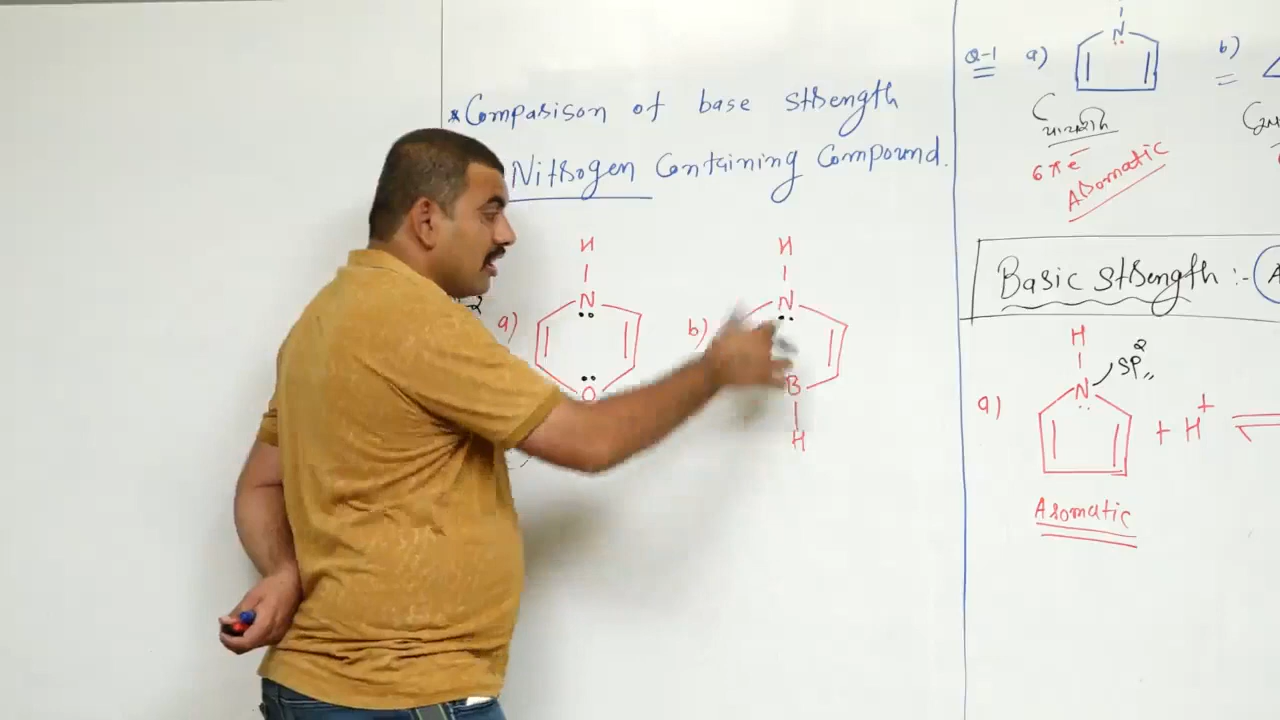 *Comparison of base strength
Nitrogen Containing Compound.
H
N
a)
O
H
N
b)
B
H
Q-1 a)
N
b)
6πe⁻
Aromatic
Basic strength :- A
H
N
sp²
a)
+ H⁺
Aromatic